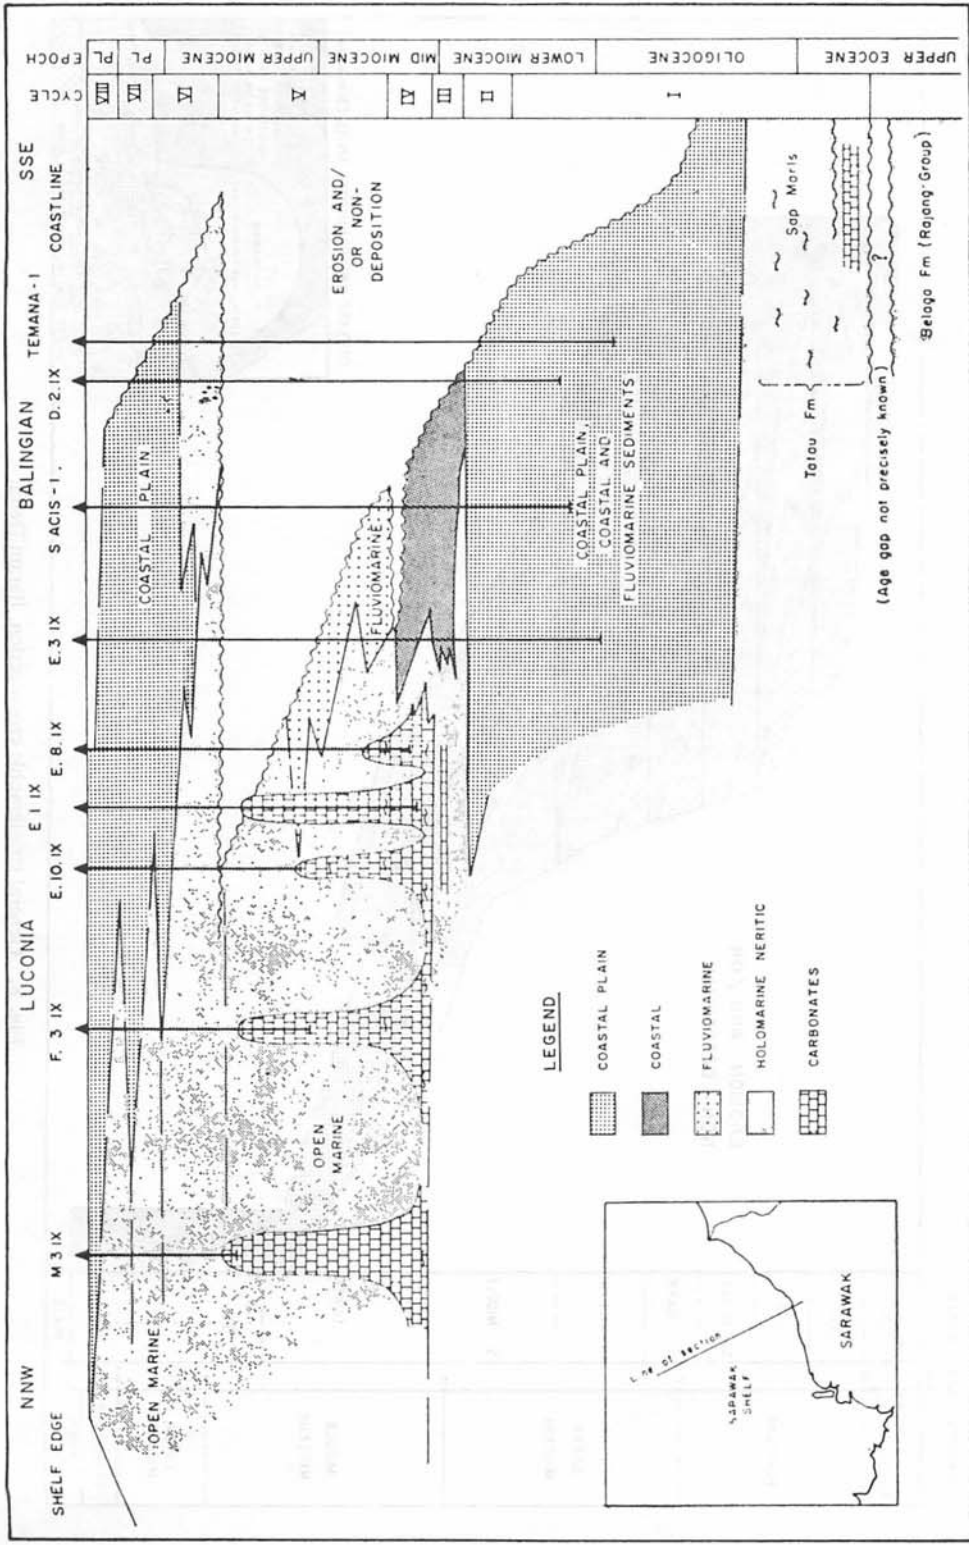 NNW
LUCONIA
BALINGIAN
SSE
SHELF EDGE
M 3 IX
F. 3 IX
E.10.IX
E 1 IX
E. 8. IX
E. 3 IX
S ACIS - 1.
D. 2. IX
TEMANA - 1
COASTLINE
CYCLE
EPOCH
VIII
VII
VI
V
IV
III
II
I
PL
PL
UPPER MIOCENE
MID MIOCENE
LOWER MIOCENE
OLIGOCENE
UPPER EOCENE
OPEN MARINE
OPEN
MARINE
COASTAL PLAIN
FLUVIOMARINE
EROSION AND/
OR NON-
DEPOSITION
COASTAL PLAIN,
COASTAL AND
FLUVIOMARINE SEDIMENTS
Tatau Fm
Sap Marls
?
(Age gap not precisely known)
Belaga Fm (Rajang-Group)
LEGEND
COASTAL PLAIN
COASTAL
FLUVIOMARINE
HOLOMARINE NERITIC
CARBONATES
Line of section
SARAWAK
SHELF
SARAWAK